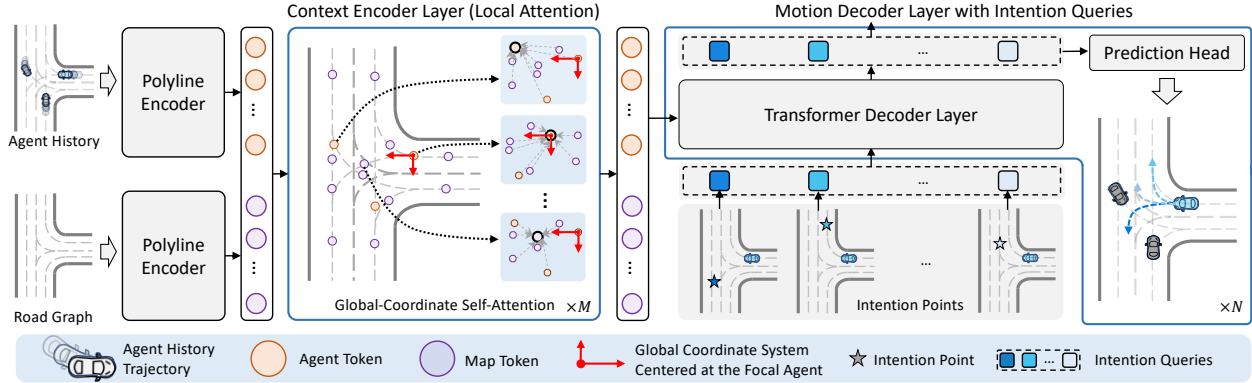 Context Encoder Layer (Local Attention)
Motion Decoder Layer with Intention Queries
Agent History
Polyline
Encoder
...
Road Graph
Polyline
Encoder
...
...
Global-Coordinate Self-Attention
×M
...
...
...
Prediction Head
Transformer Decoder Layer
...
...
Intention Points
×N
Agent History
Trajectory
Agent Token
Map Token
Global Coordinate System
Centered at the Focal Agent
Intention Point
...
Intention Queries